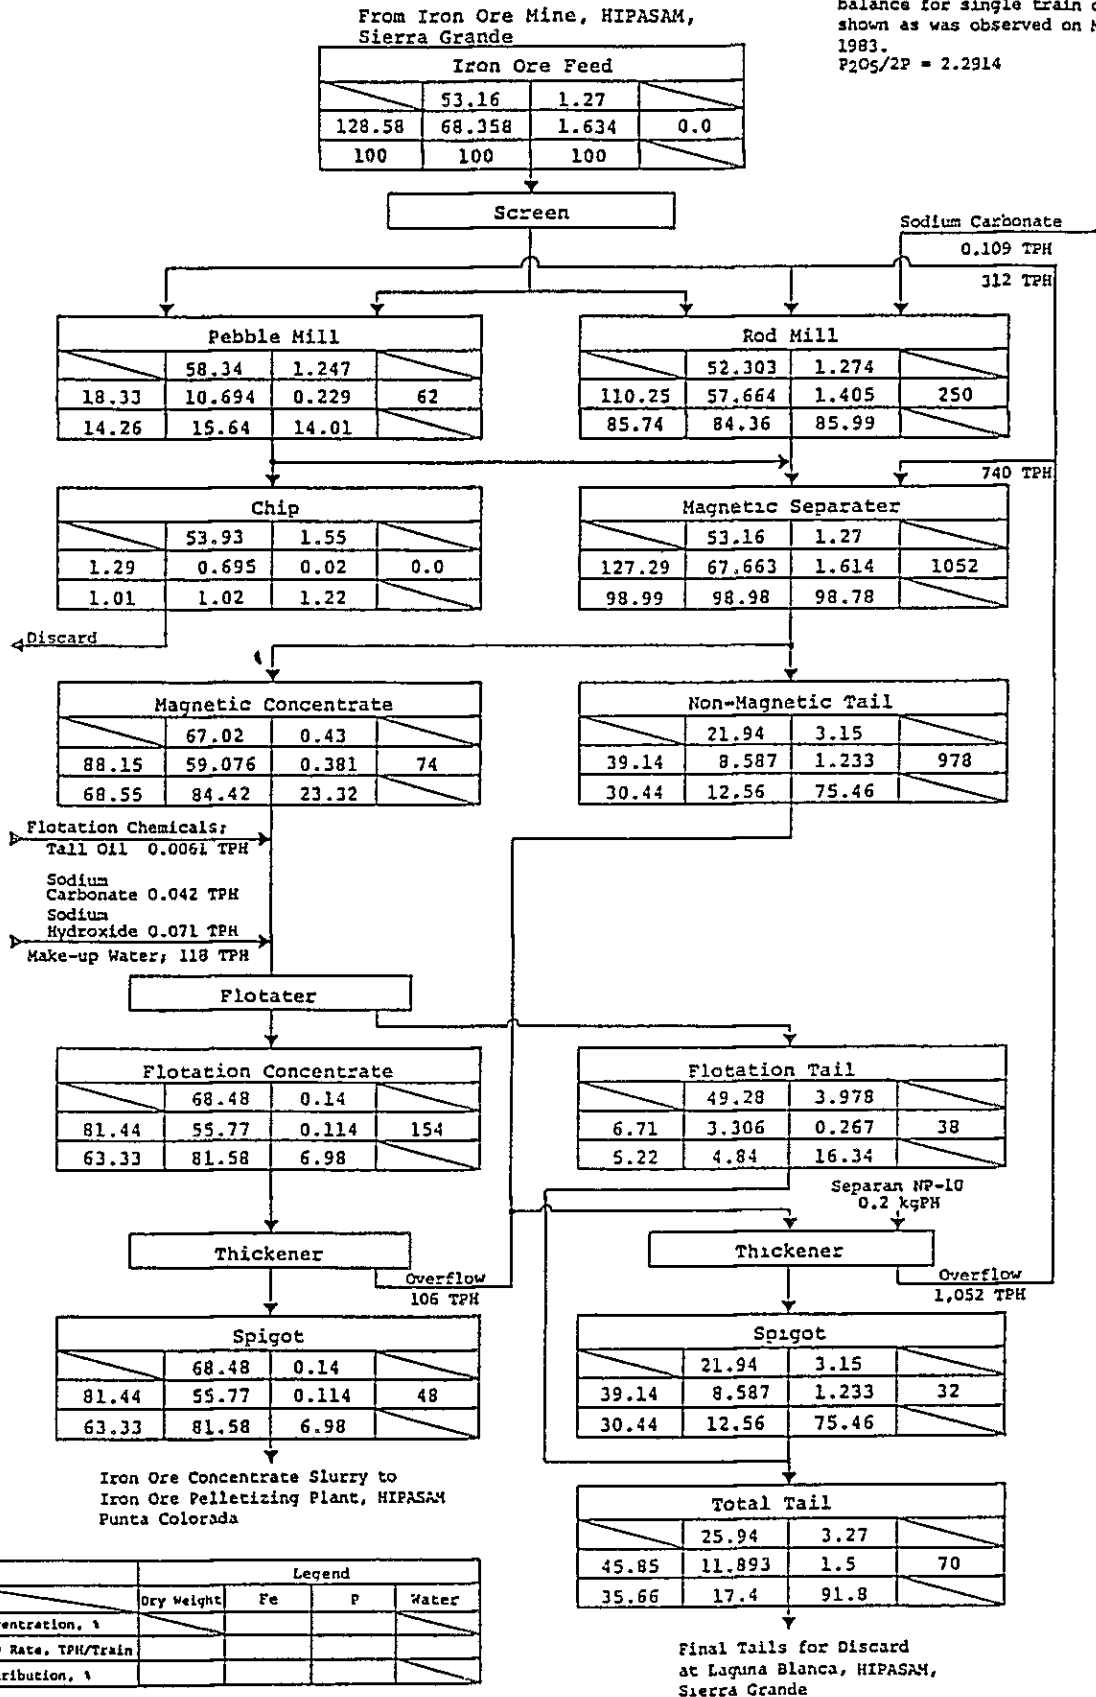 From Iron Ore Mine, HIPASAM,
Sierra Grande
balance for single train
shown as was observed on
1983.
P2O5/2P = 2.2914
Iron Ore Feed
53.16 1.27
128.58 68.358 1.634 0.0
100 100 100
Screen
Sodium Carbonate
0.109 TPH
312 TPH
Pebble Mill
58.34 1.247
18.33 10.694 0.229 62
14.26 15.64 14.01
Rod Mill
52.303 1.274
110.25 57.664 1.405 250
85.74 84.36 85.99
740 TPH
Chip
53.93 1.55
1.29 0.695 0.02 0.0
1.01 1.02 1.22
Discard
Magnetic Separater
53.16 1.27
127.29 67.663 1.614 1052
98.99 98.98 98.78
Magnetic Concentrate
67.02 0.43
88.15 59.076 0.381 74
68.55 84.42 23.32
Non-Magnetic Tail
21.94 3.15
39.14 8.587 1.233 978
30.44 12.56 75.46
Flotation Chemicals;
Tall Oil 0.0061 TPH
Sodium
Carbonate 0.042 TPH
Sodium
Hydroxide 0.071 TPH
Make-up Water; 118 TPH
Flotater
Flotation Concentrate
68.48 0.14
81.44 55.77 0.114 154
63.33 81.58 6.98
Flotation Tail
49.28 3.978
6.71 3.306 0.267 38
5.22 4.84 16.34
Separan NP-10
0.2 kgPH
Thickener
Overflow
106 TPH
Thickener
Overflow
1,052 TPH
Spigot
68.48 0.14
81.44 55.77 0.114 48
63.33 81.58 6.98
Iron Ore Concentrate Slurry to
Iron Ore Pelletizing Plant, HIPASAM
Punta Colorada
Spigot
21.94 3.15
39.14 8.587 1.233 32
30.44 12.56 75.46
Total Tail
25.94 3.27
45.85 11.893 1.5 70
35.66 17.4 91.8
Final Tails for Discard
at Laguna Blanca, HIPASAM,
Sierra Grande
Legend
Dry Weight Fe P Water
entration, %
Rate, TPH/Train
ribution, %